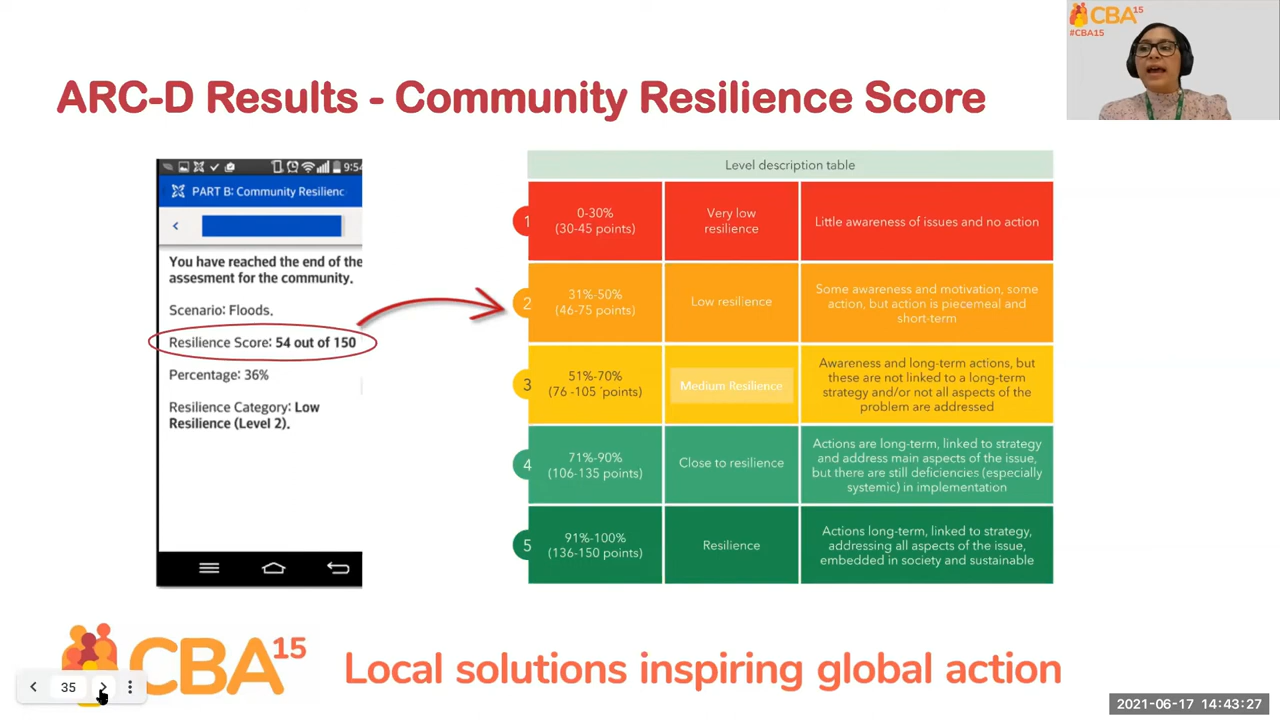 CBA15
#CBA15
ARC-D Results - Community Resilience Score
9:54
PART B: Community Resilienc
You have reached the end of the
assesment for the community.
Scenario: Floods.
Resilience Score: 54 out of 150
Percentage: 36%
Resilience Category: Low
Resilience (Level 2).
Level description table
1
0-30%
(30-45 points)
Very low
resilience
Little awareness of issues and no action
2
31%-50%
(46-75 points)
Low resilience
Some awareness and motivation, some
action, but action is piecemeal and
short-term
3
51%-70%
(76 -105 points)
Medium Resilience
Awareness and long-term actions, but
these are not linked to a long-term
strategy and/or not all aspects of the
problem are addressed
4
71%-90%
(106-135 points)
Close to resilience
Actions are long-term, linked to strategy
and address main aspects of the issue,
but there are still deficiencies (especially
systemic) in implementation
5
91%-100%
(136-150 points)
Resilience
Actions long-term, linked to strategy,
addressing all aspects of the issue,
embedded in society and sustainable
CBA15
Local solutions inspiring global action
35
2021-06-17 14:43:27